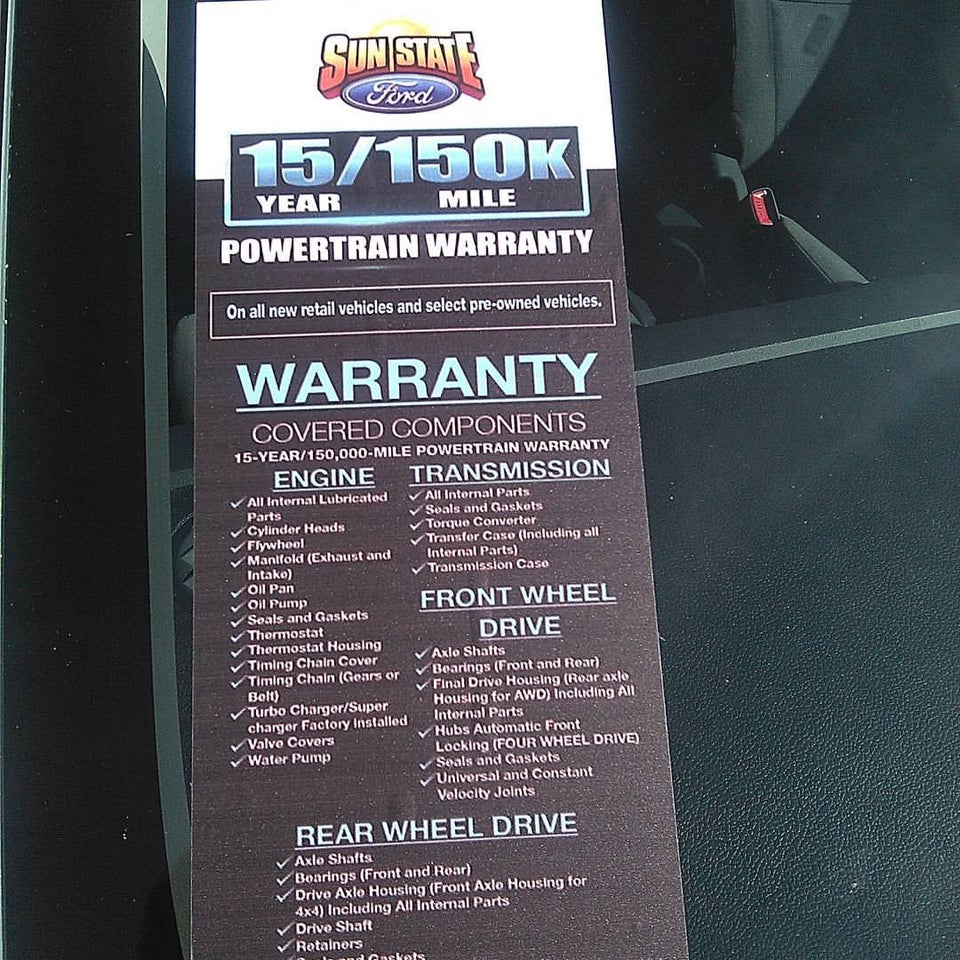 SUN STATE
Ford
15/150K
YEAR MILE
POWERTRAIN WARRANTY
On all new retail vehicles and select pre-owned vehicles.
WARRANTY
COVERED COMPONENTS
15-YEAR/150,000-MILE POWERTRAIN WARRANTY
ENGINE
✓ All Internal Lubricated
Parts
✓ Cylinder Heads
✓ Flywheel
✓ Manifold (Exhaust and
Intake)
✓ Oil Pan
✓ Oil Pump
✓ Seals and Gaskets
✓ Thermostat
✓ Thermostat Housing
✓ Timing Chain Cover
✓ Timing Chain (Gears or
Belt)
✓ Turbo Charger/Super
charger Factory Installed
✓ Valve Covers
✓ Water Pump
TRANSMISSION
✓ All Internal Parts
✓ Seals and Gaskets
✓ Torque Converter
✓ Transfer Case (Including all
Internal Parts)
✓ Transmission Case
FRONT WHEEL
DRIVE
✓ Axle Shafts
✓ Bearings (Front and Rear)
✓ Final Drive Housing (Rear axle
Housing for AWD) Including All
Internal Parts
✓ Hubs Automatic Front
Locking (FOUR WHEEL DRIVE)
✓ Seals and Gaskets
✓ Universal and Constant
Velocity Joints
REAR WHEEL DRIVE
✓ Axle Shafts
✓ Bearings (Front and Rear)
✓ Drive Axle Housing (Front Axle Housing for
4x4) Including All Internal Parts
✓ Drive Shaft
✓ Retainers
✓ Seals and Gaskets